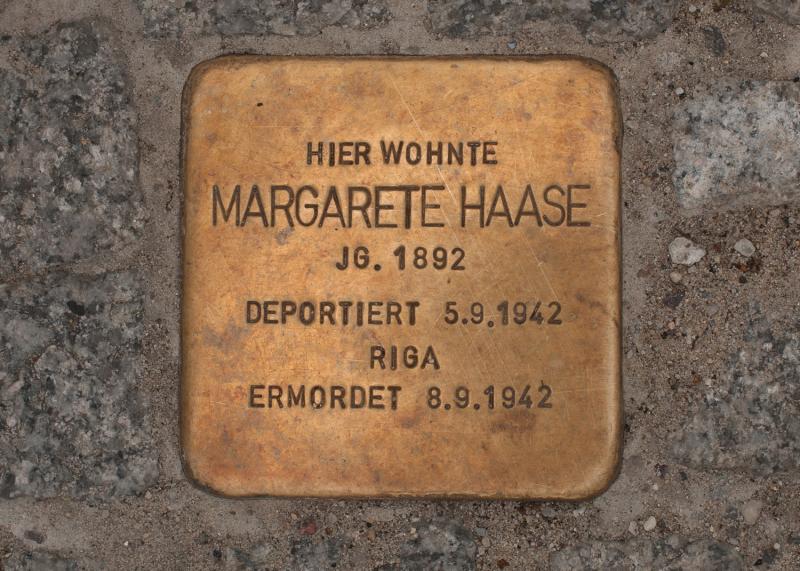 HIER WOHNTE
MARGARETE HAASE
JG. 1892
DEPORTIERT 5.9.1942
RIGA
ERMORDET 8.9.1942